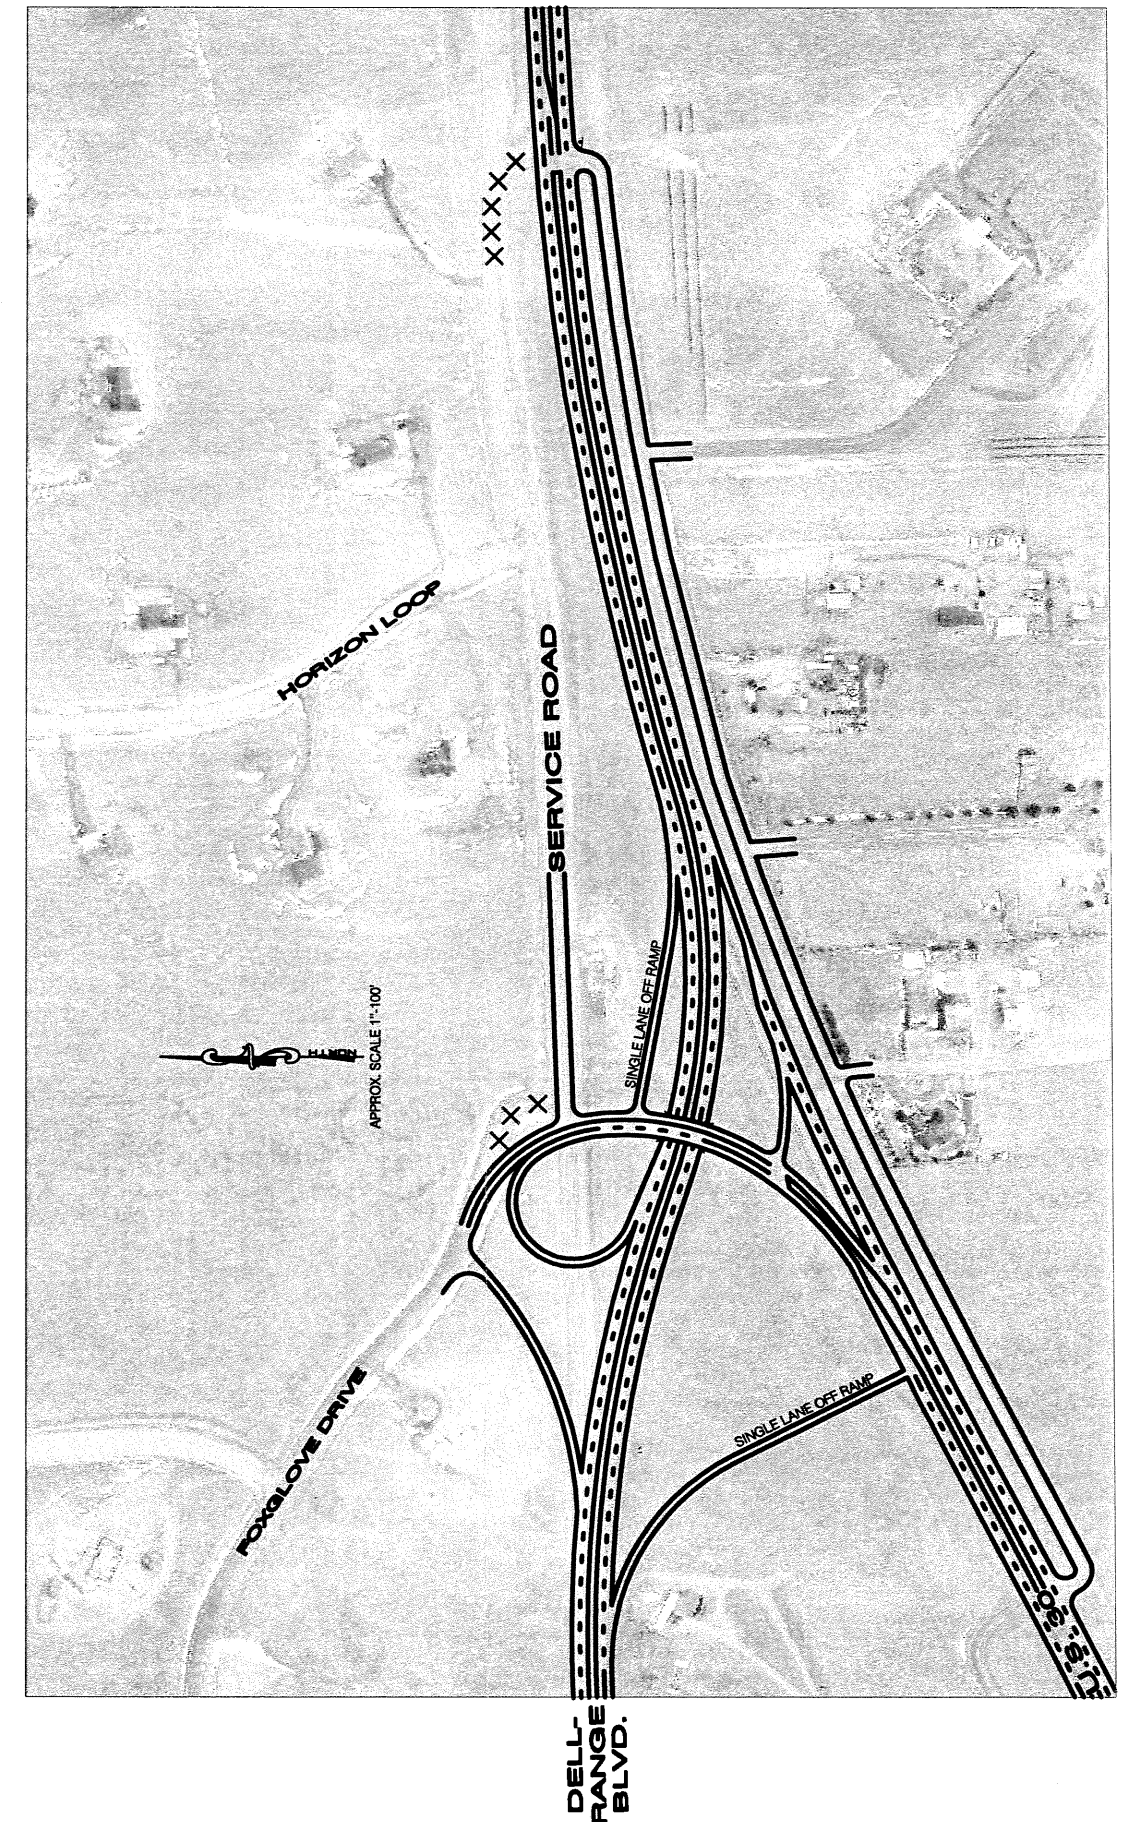 HORIZON LOOP
SERVICE ROAD
SINGLE LANE OFF RAMP
NORTH
APPROX. SCALE 1"-100'
SINGLE LANE OFF RAMP
FOXGLOVE DRIVE
U.S. 30
DELL-
RANGE
BLVD.